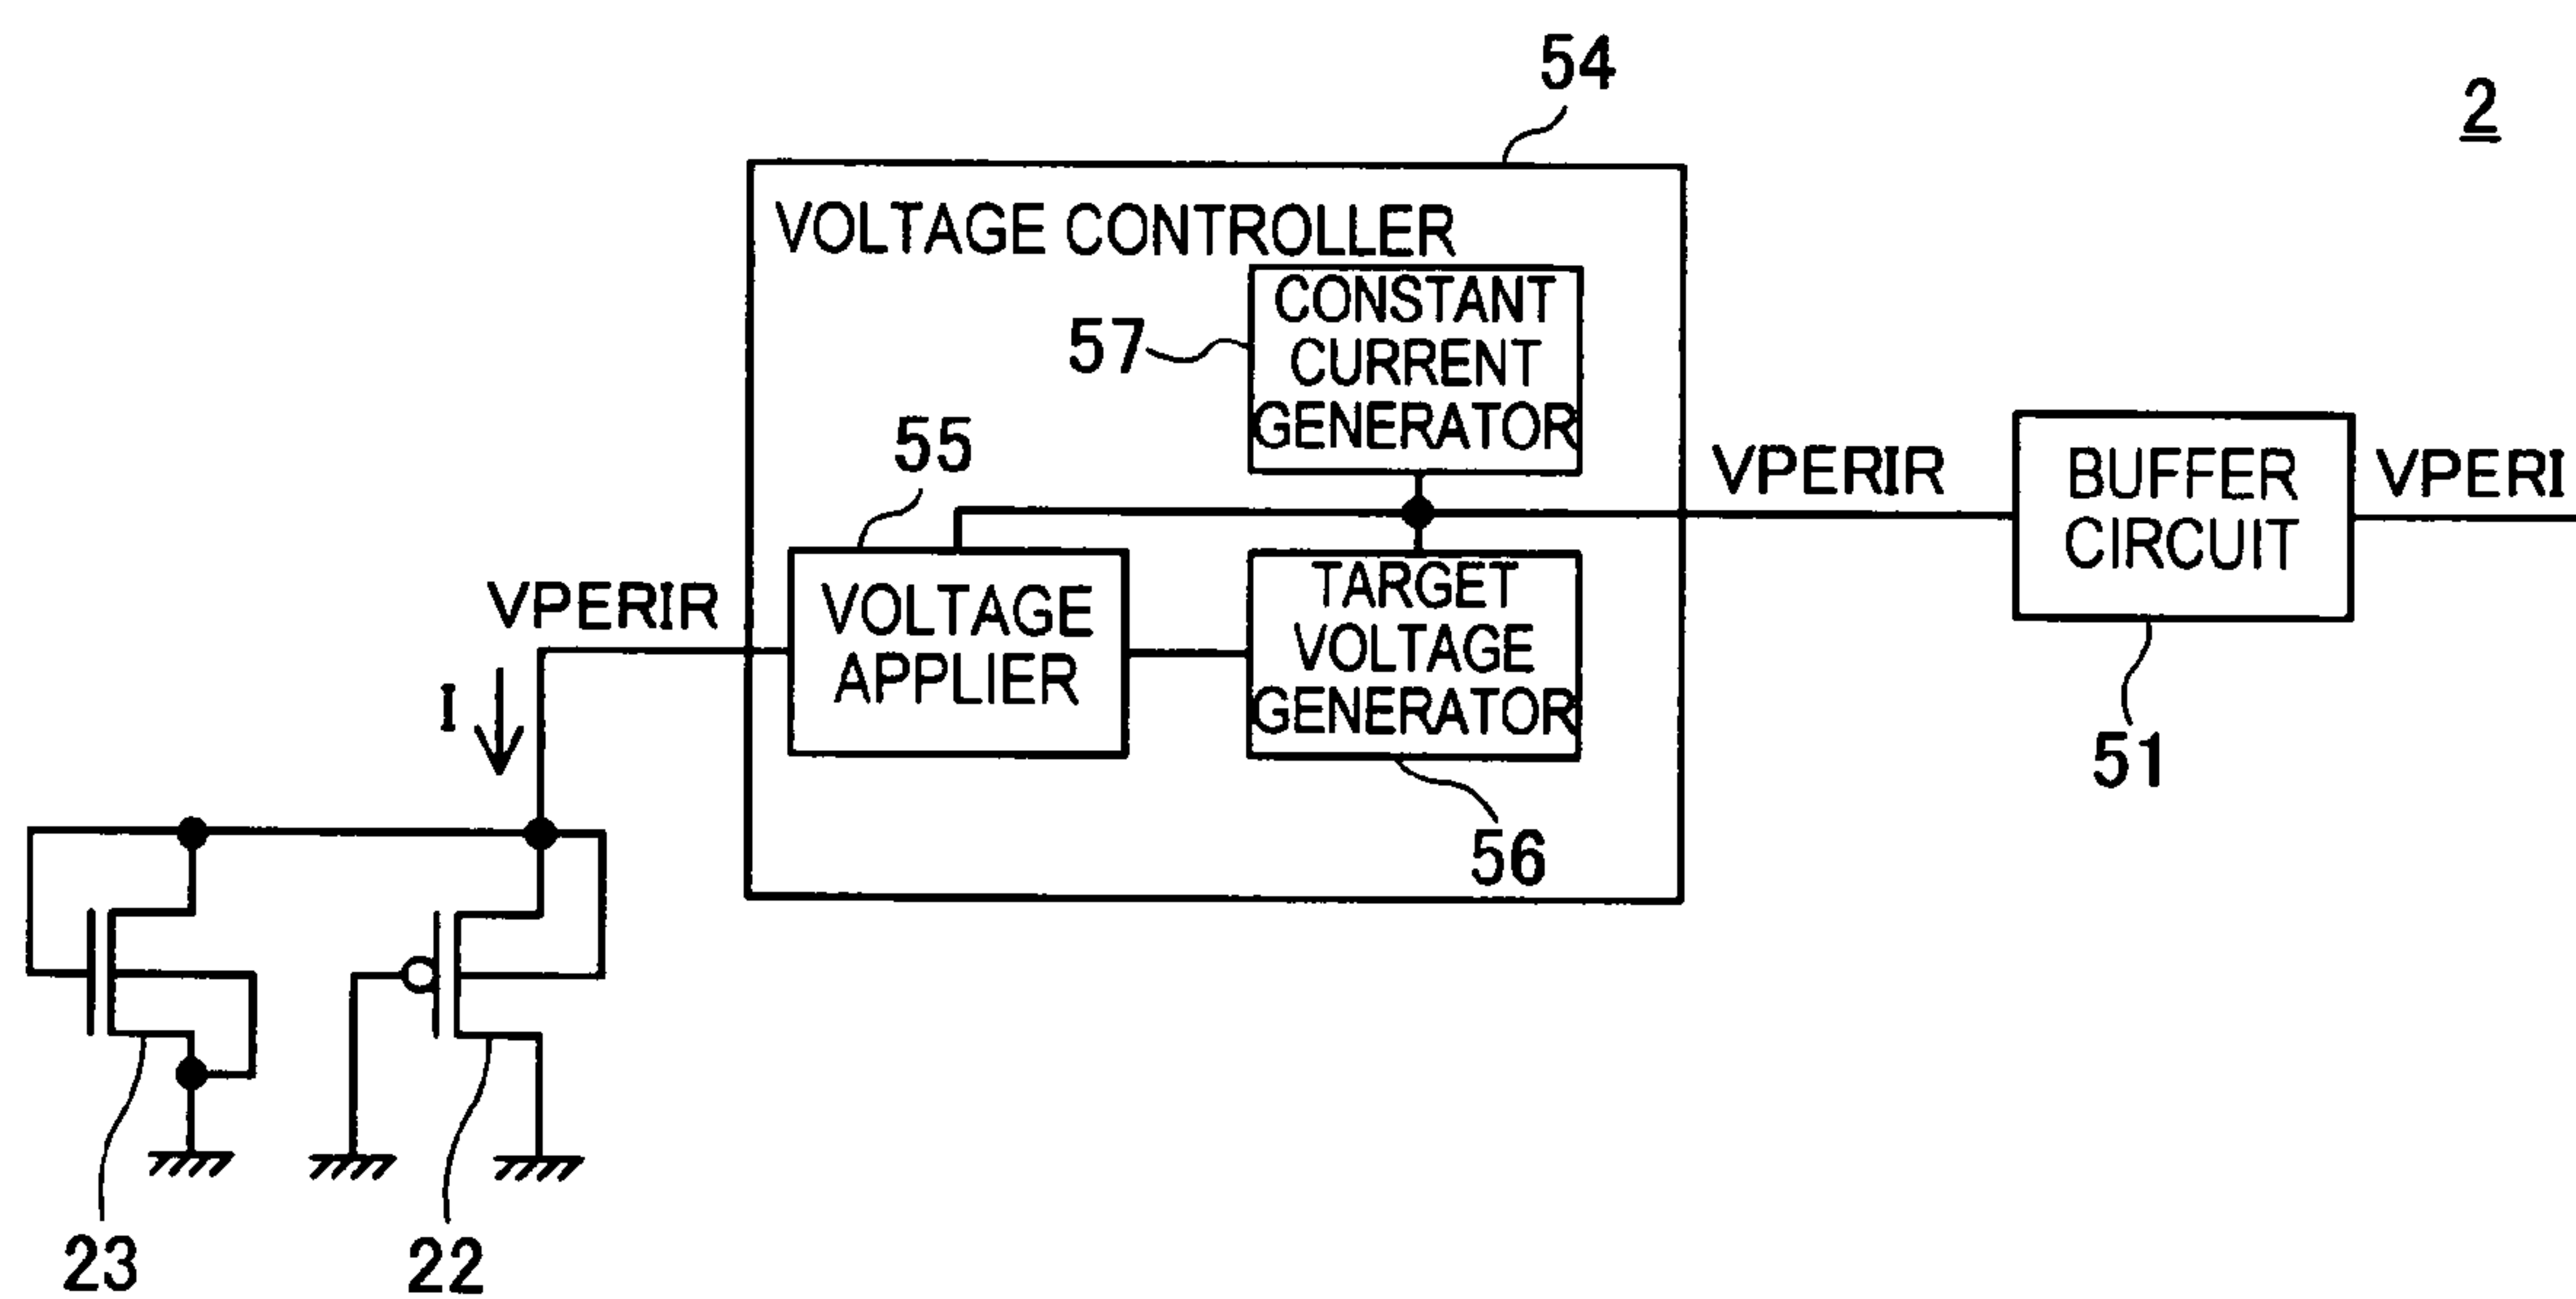 54
2
VOLTAGE CONTROLLER
CONSTANT
CURRENT
GENERATOR
57
55
VPERIR
BUFFER
CIRCUIT
VPERI
VPERIR
VOLTAGE
APPLIER
TARGET
VOLTAGE
GENERATOR
I
51
56
23
22